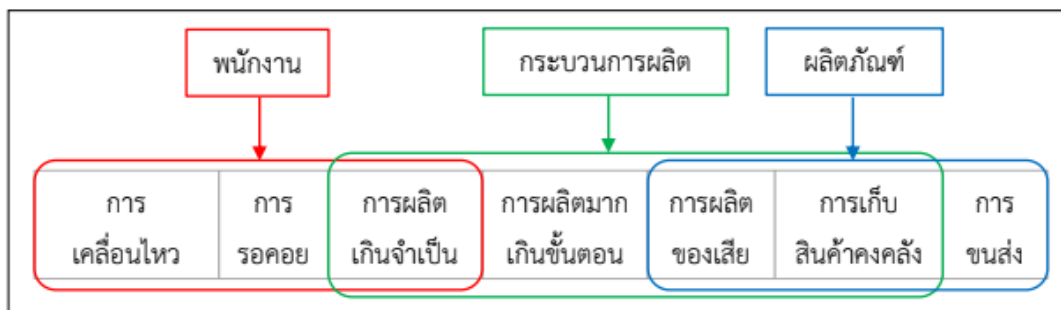 พนักงาน กระบวนการผลิต ผลิตภัณฑ์
การ การ การผลิต การผลิตมาก การผลิต การเก็บ การ
เคลื่อนไหว รอคอย เกินจำเป็น เกินขั้นตอน ของเสีย สินค้าคงคลัง ขนส่ง